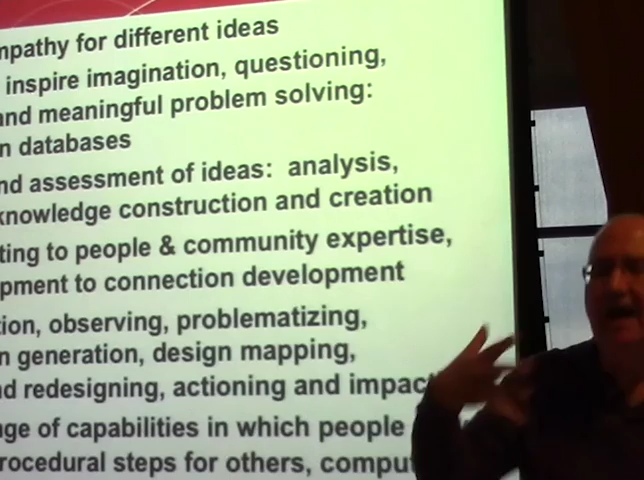 mpathy for different ideas
inspire imagination, questioning,
and meaningful problem solving:
n databases
nd assessment of ideas: analysis,
knowledge construction and creation
ting to people & community expertise,
pment to connection development
tion, observing, problematizing,
n generation, design mapping,
nd redesigning, actioning and impac
ge of capabilities in which people
rocedural steps for others, comput